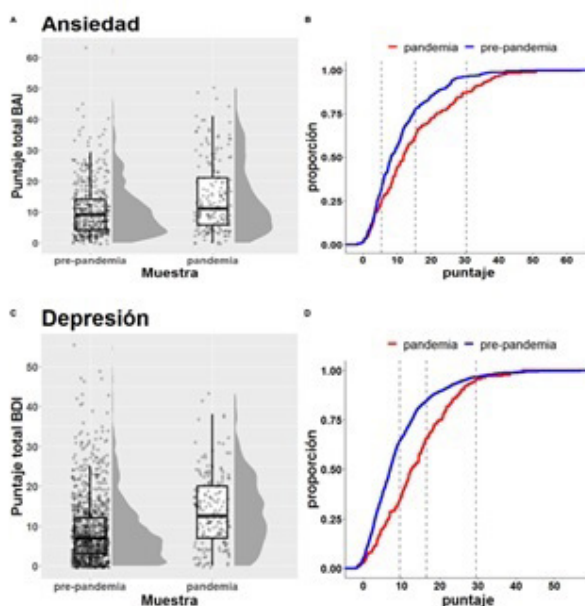 A
Ansiedad
Puntaje total BAI
60
50
40
30
20
10
0
pre-pandemia
pandemia
Muestra
B
pandemia
pre-pandemia
proporción
1.00
0.75
0.50
0.25
0.00
0
10
20
30
40
50
60
puntaje
C
Depresión
Puntaje total BDI
50
40
30
20
10
0
pre-pandemia
pandemia
Muestra
D
pandemia
pre-pandemia
proporción
1.00
0.75
0.50
0.25
0.00
0
10
20
30
40
50
puntaje